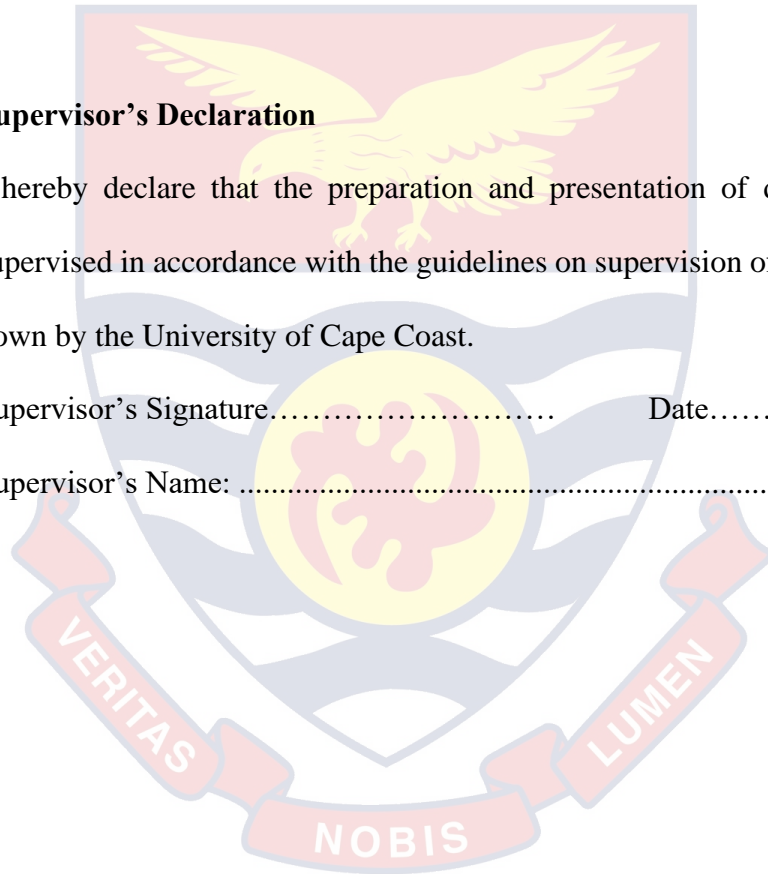 upervisor’s Declaration
hereby declare that the preparation and presentation of
upervised in accordance with the guidelines on supervision o
own by the University of Cape Coast.
upervisor’s Signature………………………… Date……
upervisor’s Name: ................................................................................
VERITAS
NOBIS
LUMEN